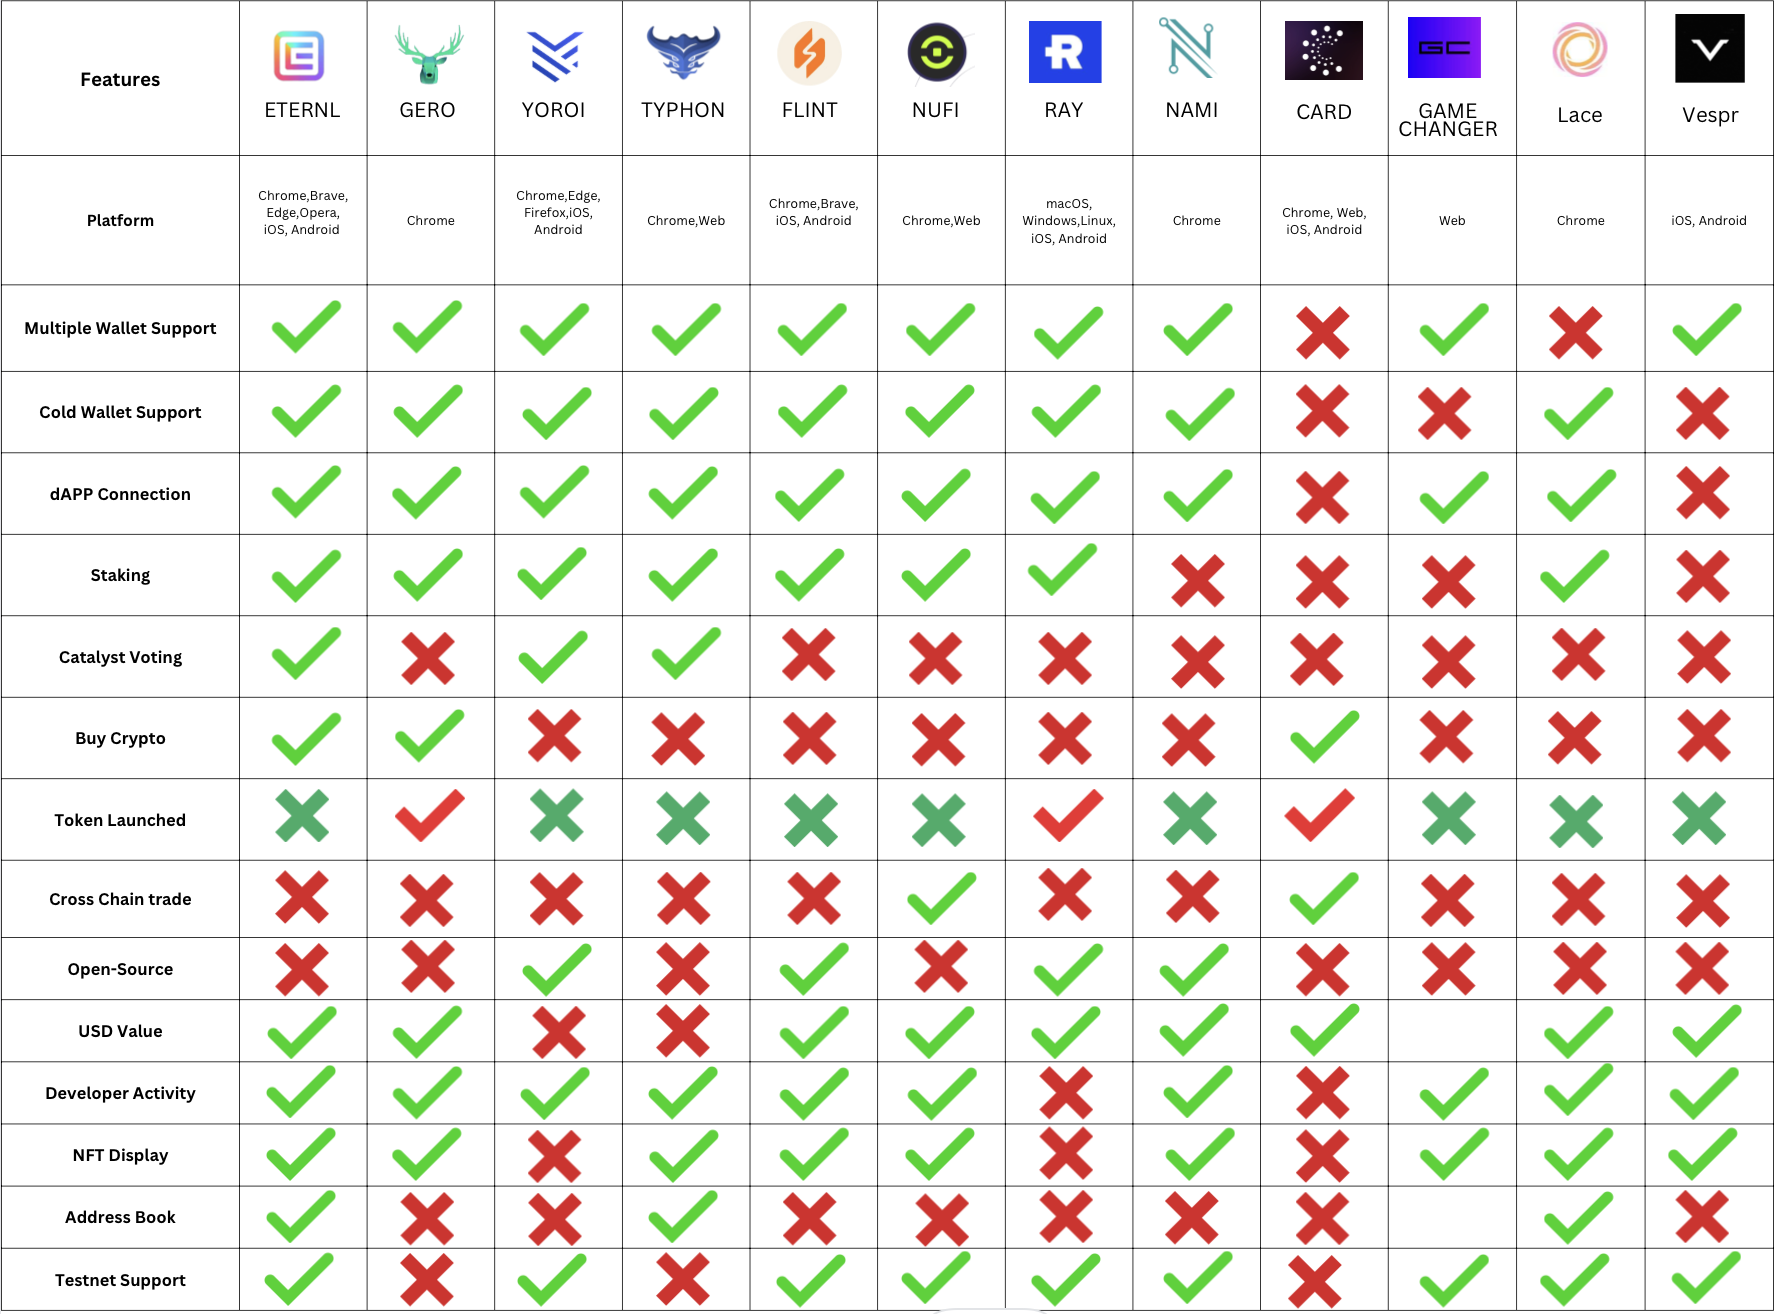 Features
ETERNL
GERO
YOROI
TYPHON
FLINT
NUFI
R
RAY
NAMI
CARD
GC
GAME
CHANGER
Lace
Vespr
Platform
Chrome,Brave,
Edge,Opera,
iOS, Android
Chrome
Chrome,Edge,
Firefox,iOS,
Android
Chrome,Web
Chrome,Brave,
iOS, Android
Chrome,Web
macOS,
Windows,Linux,
iOS, Android
Chrome
Chrome, Web,
iOS, Android
Web
Chrome
iOS, Android
Multiple Wallet Support
Cold Wallet Support
dAPP Connection
Staking
Catalyst Voting
Buy Crypto
Token Launched
Cross Chain trade
Open-Source
USD Value
Developer Activity
NFT Display
Address Book
Testnet Support